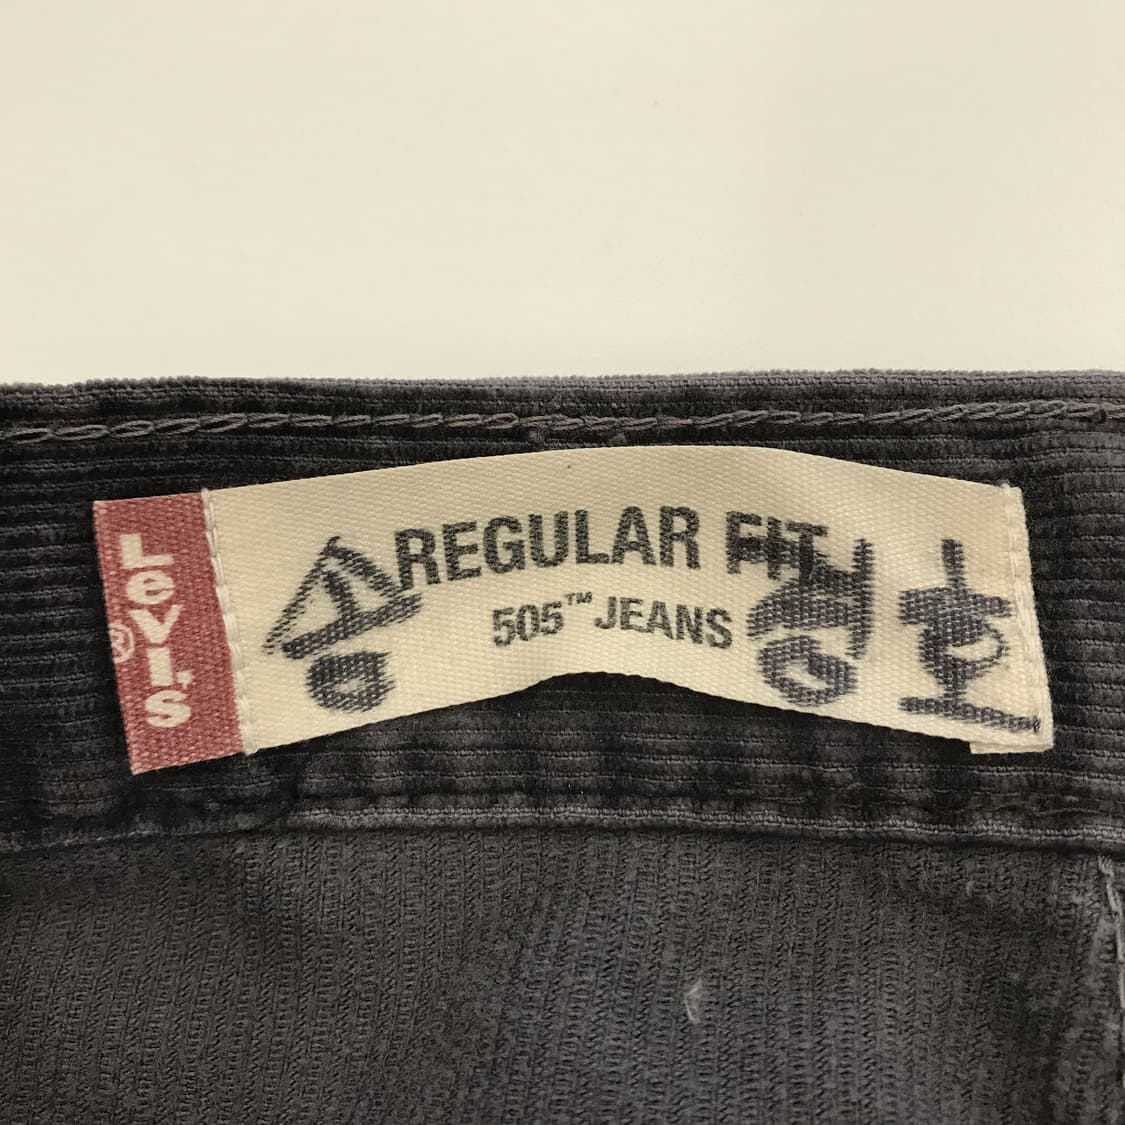 LeVI'S®
REGULAR FIT
505™ JEANS